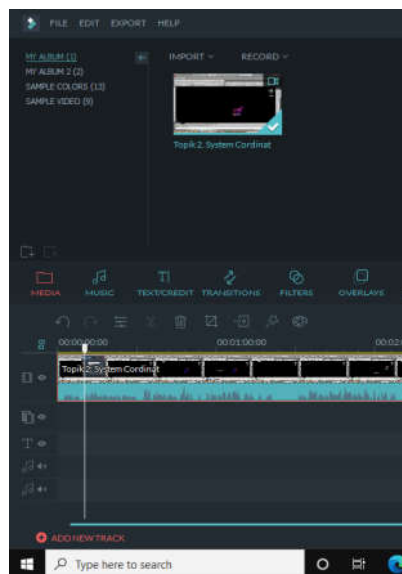 FILE EDIT EXPORT HELP
MY ALBUM (1)
MY ALBUM 2 (2)
SAMPLE COLORS (13)
SAMPLE VIDEO (9)
IMPORT RECORD
Topik 2. System Cordinat
MEDIA MUSIC TEXT/CREDIT TRANSITIONS FILTERS OVERLAYS
00:00:00:00 00:01:00:00 00:02:
Topik 2. System Cordinat
ADD NEW TRACK
Type here to search